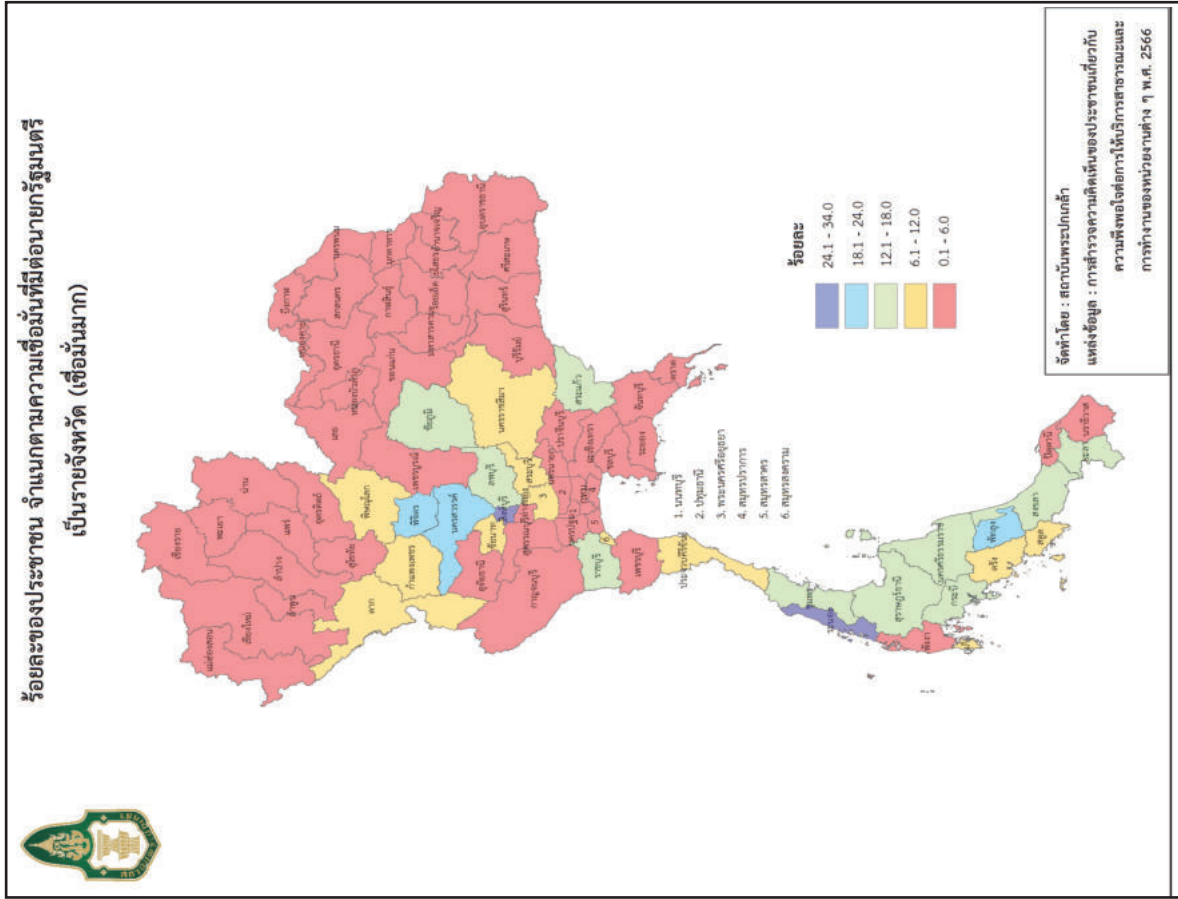 ร้อยละของประชาชน จำแนกตามความเชื่อมั่นที่มีต่อนายกรัฐมนตรี
เป็นรายจังหวัด (เชื่อมั่นมาก)
เชียงราย
แม่ฮ่องสอน
เชียงใหม่
พะเยา
น่าน
ลำปาง
ลำพูน
แพร่
อุตรดิตถ์
สุโขทัย
ตาก
พิษณุโลก
กำแพงเพชร
พิจิตร
เพชรบูรณ์
นครสวรรค์
อุทัยธานี
ชัยนาท
สิงห์บุรี
ลพบุรี
สระบุรี
กาญจนบุรี
ราชบุรี
เพชรบุรี
ประจวบคีรีขันธ์
เลย
หนองบัวลำภู
หนองคาย
อุดรธานี
บึงกาฬ
สกลนคร
นครพนม
ขอนแก่น
กาฬสินธุ์
มุกดาหาร
มหาสารคาม
ร้อยเอ็ด
ยโสธร
อำนาจเจริญ
ชัยภูมิ
นครราชสีมา
บุรีรัมย์
สุรินทร์
ศรีสะเกษ
อุบลราชธานี
ปราจีนบุรี
สระแก้ว
ฉะเชิงเทรา
ชลบุรี
ระยอง
จันทบุรี
ตราด
1
2
3
4
5
6
1. นนทบุรี
2. ปทุมธานี
3. พระนครศรีอยุธยา
4. สมุทรปราการ
5. สมุทรสาคร
6. สมุทรสงคราม
ชุมพร
ระนอง
สุราษฎร์ธานี
พังงา
กระบี่
นครศรีธรรมราช
ตรัง
พัทลุง
สตูล
สงขลา
ปัตตานี
ยะลา
นราธิวาส
ร้อยละ
24.1 - 34.0
18.1 - 24.0
12.1 - 18.0
6.1 - 12.0
0.1 - 6.0
จัดทำโดย : สถาบันพระปกเกล้า
แหล่งข้อมูล : การสำรวจความคิดเห็นของประชาชนเกี่ยวกับ
ความพึงพอใจต่อการให้บริการสาธารณะและ
การทำงานของหน่วยงานต่าง ๆ พ.ศ. 2566